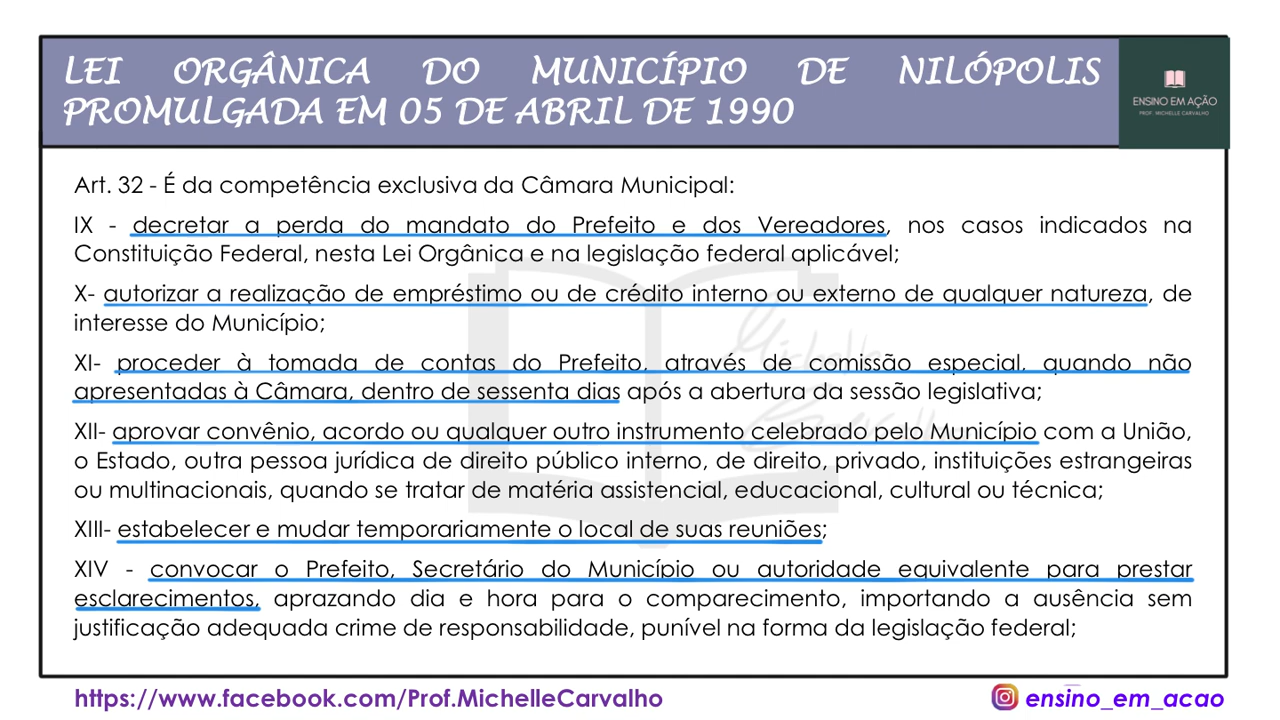 LEI ORGÂNICA DO MUNICÍPIO DE NILÓPOLIS
PROMULGADA EM 05 DE ABRIL DE 1990
ENSINO EM AÇÃO
PROF. MICHELLE CARVALHO
Art. 32 - É da competência exclusiva da Câmara Municipal:
IX - decretar a perda do mandato do Prefeito e dos Vereadores, nos casos indicados na
Constituição Federal, nesta Lei Orgânica e na legislação federal aplicável;
X- autorizar a realização de empréstimo ou de crédito interno ou externo de qualquer natureza, de
interesse do Município;
XI- proceder à tomada de contas do Prefeito, através de comissão especial, quando não
apresentadas à Câmara, dentro de sessenta dias após a abertura da sessão legislativa;
XII- aprovar convênio, acordo ou qualquer outro instrumento celebrado pelo Município com a União,
o Estado, outra pessoa jurídica de direito público interno, de direito, privado, instituições estrangeiras
ou multinacionais, quando se tratar de matéria assistencial, educacional, cultural ou técnica;
XIII- estabelecer e mudar temporariamente o local de suas reuniões;
XIV - convocar o Prefeito, Secretário do Município ou autoridade equivalente para prestar
esclarecimentos, aprazando dia e hora para o comparecimento, importando a ausência sem
justificação adequada crime de responsabilidade, punível na forma da legislação federal;
https://www.facebook.com/Prof.MichelleCarvalho
ensino_em_acao